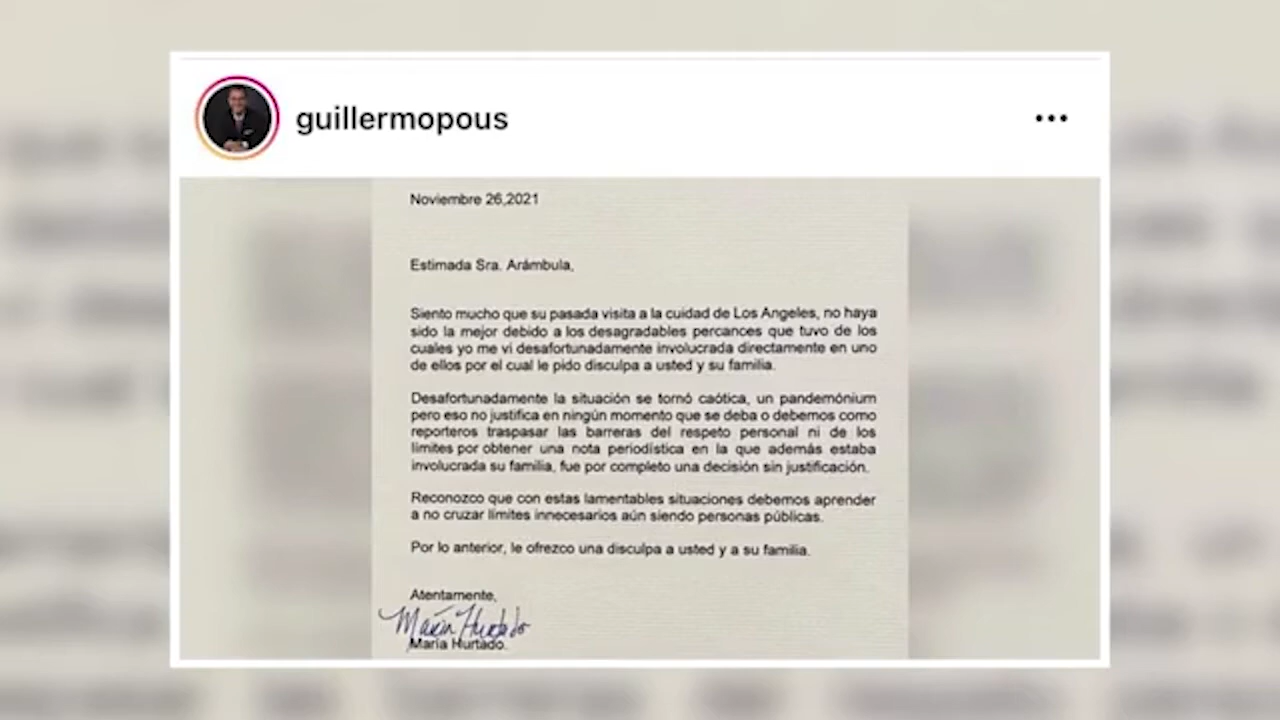 guillermopous
Noviembre 26,2021
Estimada Sra. Arámbula,
Siento mucho que su pasada visita a la cuidad de Los Angeles, no haya
sido la mejor debido a los desagradables percances que tuvo de los
cuales yo me vi desafortunadamente involucrada directamente en uno
de ellos por el cual le pido disculpa a usted y su familia.
Desafortunadamente la situación se tornó caótica, un pandemónium
pero eso no justifica en ningún momento que se deba o debemos como
reporteros traspasar las barreras del respeto personal ni de los
límites por obtener una nota periodística en la que además estaba
involucrada su familia, fue por completo una decisión sin justificación.
Reconozco que con estas lamentables situaciones debemos aprender
a no cruzar límites innecesarios aún siendo personas públicas.
Por lo anterior, le ofrezco una disculpa a usted y a su familia.
Atentamente,
María Hurtado
María Hurtado.